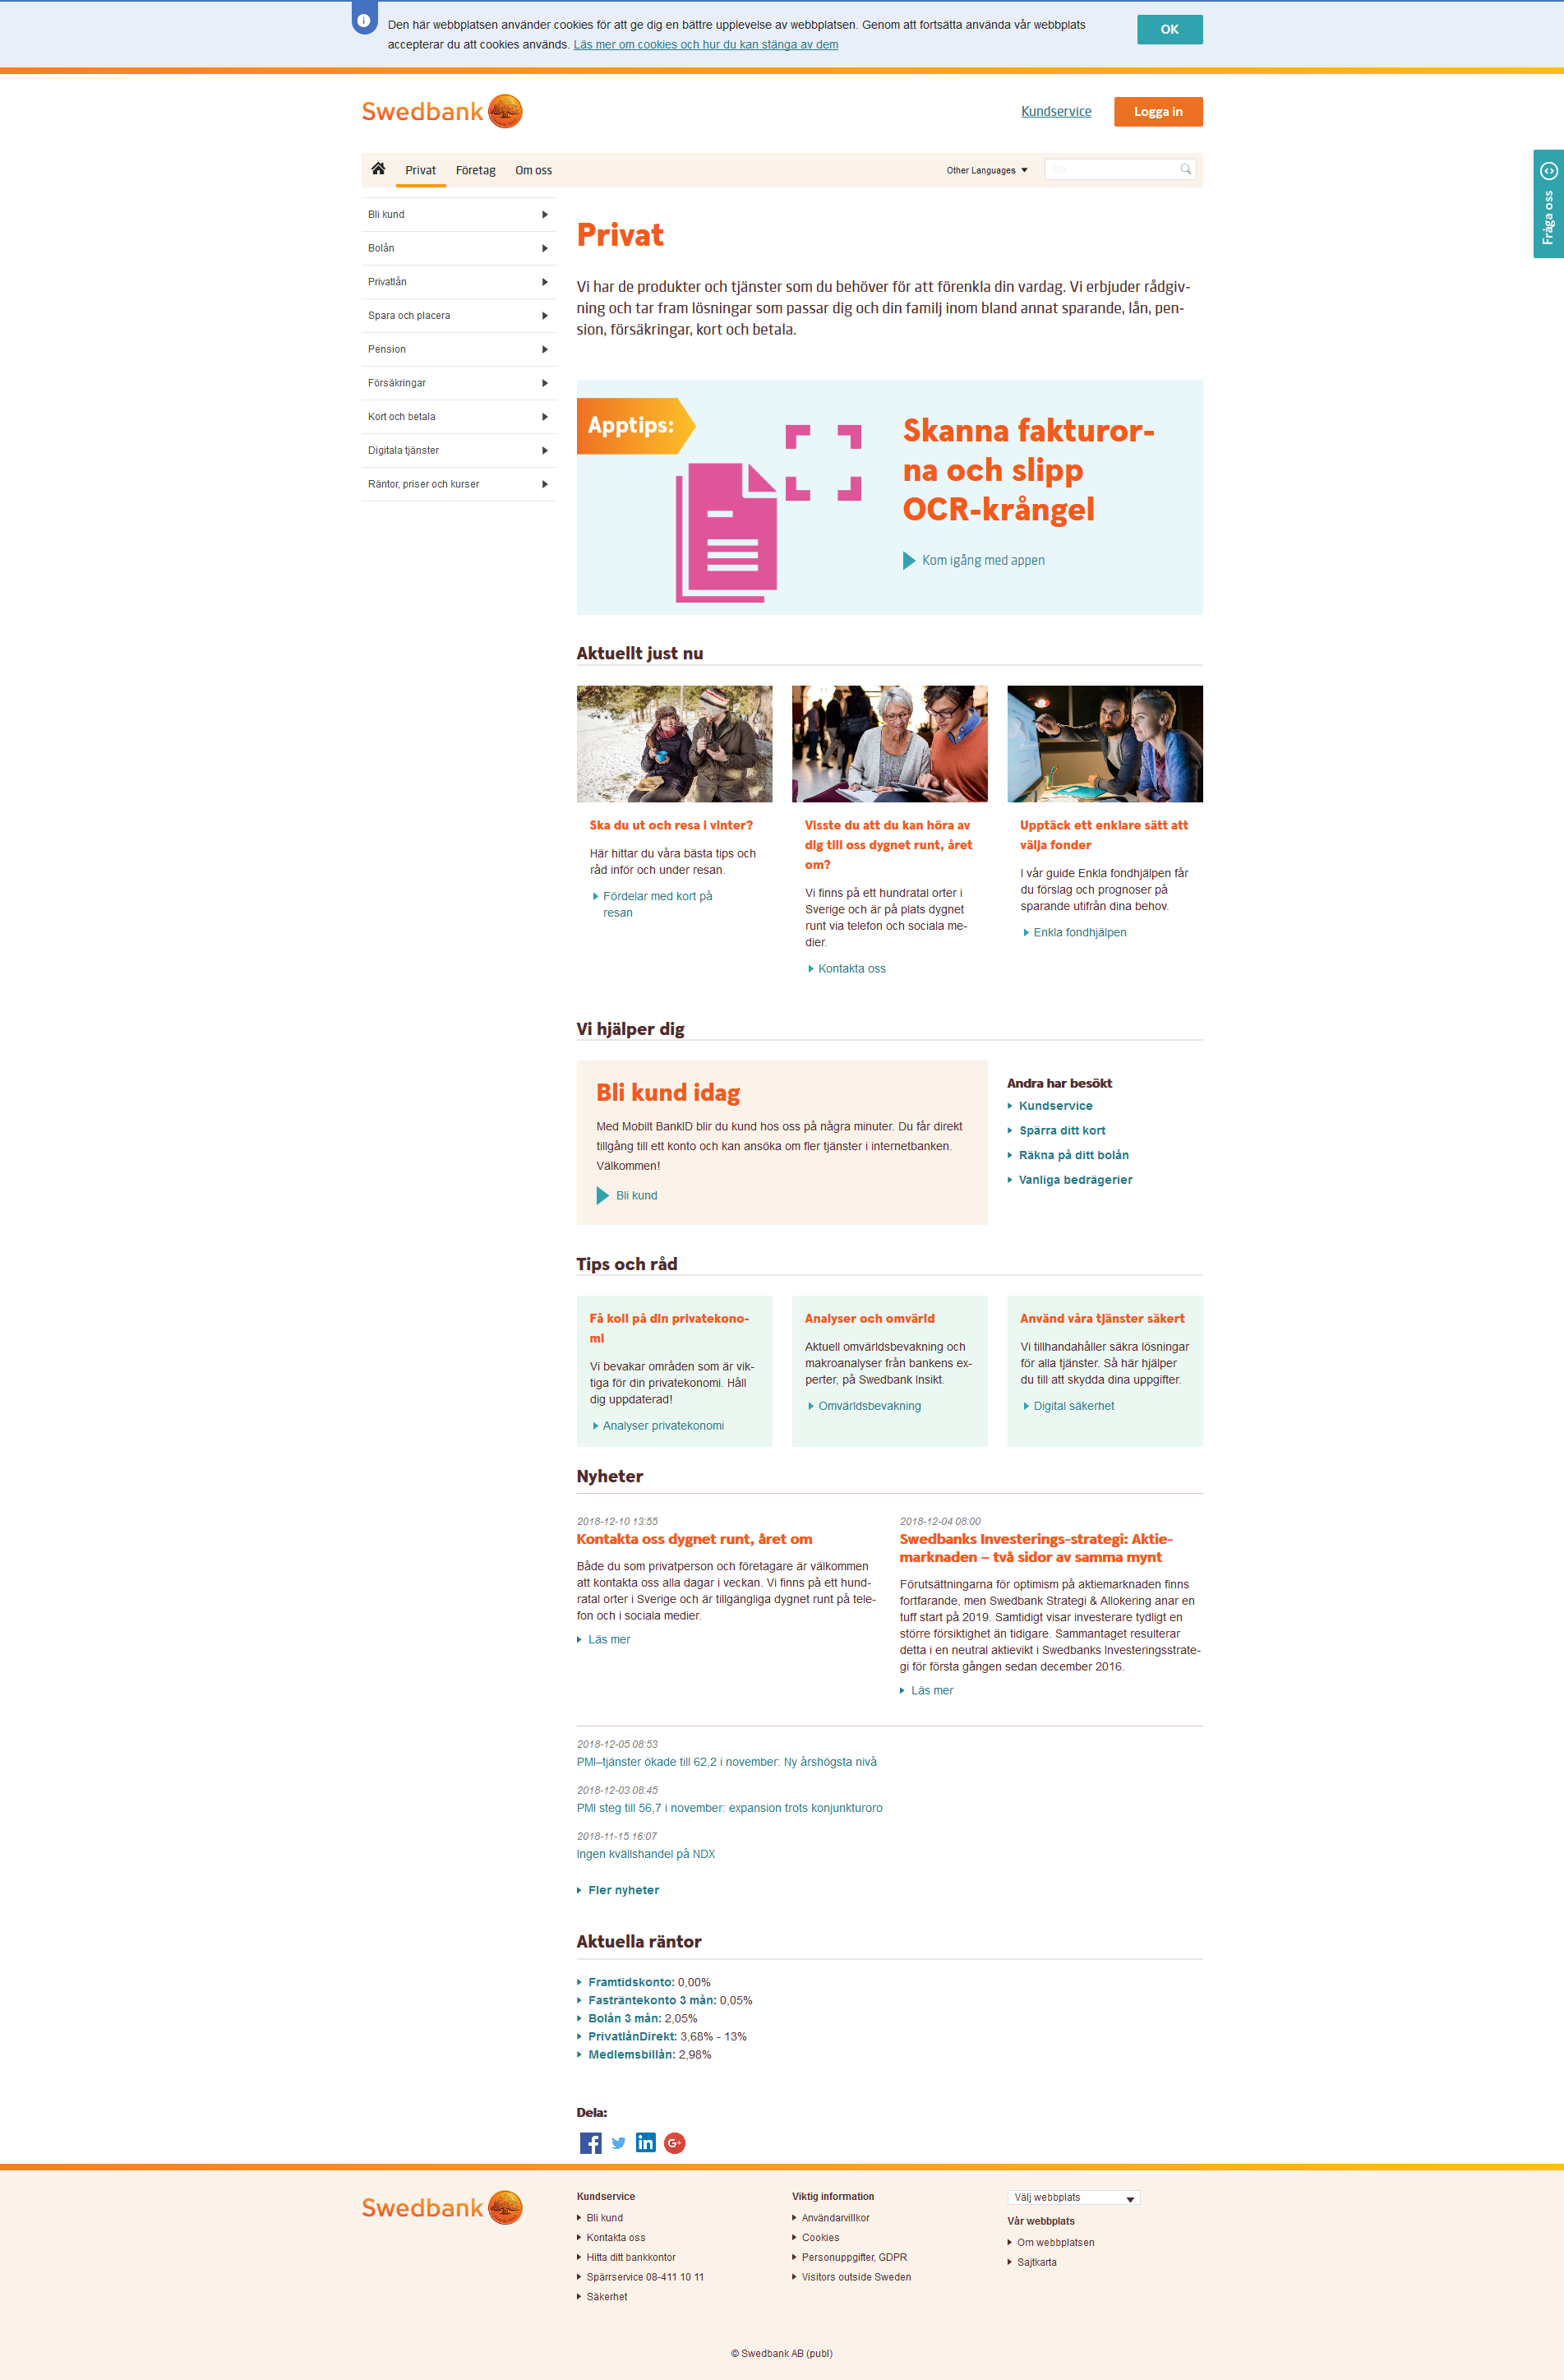 Den här webbplatsen använder cookies för att ge dig en bättre upplevelse av webbplatsen. Genom att fortsätta använda vår webbplats
accepterar du att cookies används. Läs mer om cookies och hur du kan stänga av dem
OK
Swedbank
Kundservice
Logga in
Privat
Företag
Om oss
Other Languages
Sök
Fråga oss
Bli kund
Bolån
Privatlån
Spara och placera
Pension
Försäkringar
Kort och betala
Digitala tjänster
Räntor, priser och kurser
Privat
Vi har de produkter och tjänster som du behöver för att förenkla din vardag. Vi erbjuder rådgiv-
ning och tar fram lösningar som passar dig och din familj inom bland annat sparande, lån, pen-
sion, försäkringar, kort och betala.
Apptips:
Skanna fakturor-
na och slipp
OCR-krångel
Kom igång med appen
Aktuellt just nu
Ska du ut och resa i vinter?
Här hittar du våra bästa tips och
råd inför och under resan.
Fördelar med kort på
resan
Visste du att du kan höra av
dig till oss dygnet runt, året
om?
Vi finns på ett hundratal orter i
Sverige och är på plats dygnet
runt via telefon och sociala me-
dier.
Kontakta oss
Upptäck ett enklare sätt att
välja fonder
I vår guide Enkla fondhjälpen får
du förslag och prognoser på
sparande utifrån dina behov.
Enkla fondhjälpen
Vi hjälper dig
Bli kund idag
Med Mobilt BankID blir du kund hos oss på några minuter. Du får direkt
tillgång till ett konto och kan ansöka om fler tjänster i internetbanken.
Välkommen!
Bli kund
Andra har besökt
Kundservice
Spärra ditt kort
Räkna på ditt bolån
Vanliga bedrägerier
Tips och råd
Få koll på din privatekono-
mi
Vi bevakar områden som är vik-
tiga för din privatekonomi. Håll
dig uppdaterad!
Analyser privatekonomi
Analyser och omvärld
Aktuell omvärldsbevakning och
makroanalyser från bankens ex-
perter, på Swedbank Insikt.
Omvärldsbevakning
Använd våra tjänster säkert
Vi tillhandahåller säkra lösningar
för alla tjänster. Så här hjälper
du till att skydda dina uppgifter.
Digital säkerhet
Nyheter
2018-12-10 13:55
Kontakta oss dygnet runt, året om
Både du som privatperson och företagare är välkommen
att kontakta oss alla dagar i veckan. Vi finns på ett hund-
ratal orter i Sverige och är tillgängliga dygnet runt på tele-
fon och i sociala medier.
Läs mer
2018-12-04 08:00
Swedbanks Investerings-strategi: Aktie-
marknaden – två sidor av samma mynt
Förutsättningarna för optimism på aktiemarknaden finns
fortfarande, men Swedbank Strategi & Allokering anar en
tuff start på 2019. Samtidigt visar investerare tydligt en
större försiktighet än tidigare. Sammantaget resulterar
detta i en neutral aktievikt i Swedbanks Investeringsstrate-
gi för första gången sedan december 2016.
Läs mer
2018-12-05 08:53
PMI–tjänster ökade till 62,2 i november: Ny årshögsta nivå
2018-12-03 08:45
PMI steg till 56,7 i november: expansion trots konjunkturoro
2018-11-15 16:07
Ingen kvällshandel på NDX
Fler nyheter
Aktuella räntor
Framtidskonto: 0,00%
Fasträntekonto 3 mån: 0,05%
Bolån 3 mån: 2,05%
PrivatlånDirekt: 3,68% - 13%
Medlemsbillån: 2,98%
Dela:
Swedbank
Kundservice
Bli kund
Kontakta oss
Hitta ditt bankkontor
Spärrservice 08-411 10 11
Säkerhet
Viktig information
Användarvillkor
Cookies
Personuppgifter, GDPR
Visitors outside Sweden
Välj webbplats
Vår webbplats
Om webbplatsen
Sajtkarta
© Swedbank AB (publ)